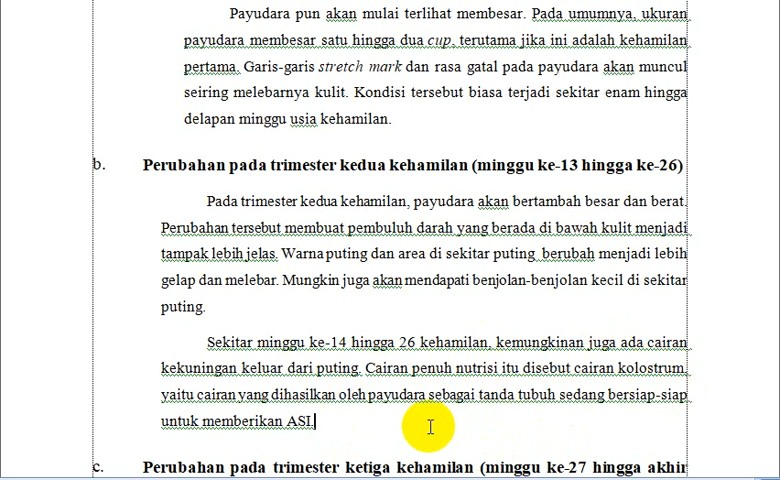 Payudara pun akan mulai terlihat membesar. Pada umumnya, ukuran
payudara membesar satu hingga dua cup, terutama jika ini adalah kehamilan
pertama. Garis-garis stretch mark dan rasa gatal pada payudara akan muncul
seiring melebarnya kulit. Kondisi tersebut biasa terjadi sekitar enam hingga
delapan minggu usia kehamilan.
b. Perubahan pada trimester kedua kehamilan (minggu ke-13 hingga ke-26)
Pada trimester kedua kehamilan, payudara akan bertambah besar dan berat.
Perubahan tersebut membuat pembuluh darah yang berada di bawah kulit menjadi
tampak lebih jelas. Warna puting dan area di sekitar puting berubah menjadi lebih
gelap dan melebar. Mungkin juga akan mendapati benjolan-benjolan kecil di sekitar
puting.
Sekitar minggu ke-14 hingga 26 kehamilan, kemungkinan juga ada cairan
kekuningan keluar dari puting. Cairan penuh nutrisi itu disebut cairan kolostrum,
yaitu cairan yang dihasilkan oleh payudara sebagai tanda tubuh sedang bersiap-siap
untuk memberikan ASI.
c. Perubahan pada trimester ketiga kehamilan (minggu ke-27 hingga akhir